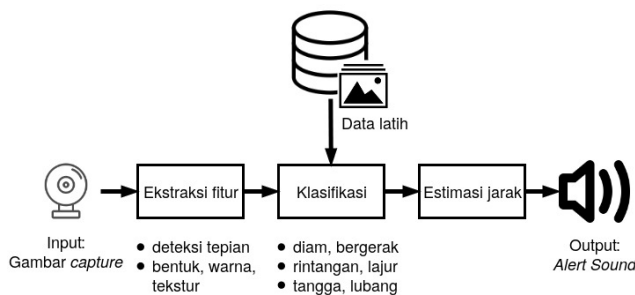 Data latih
Ekstraksi fitur
Klasifikasi
Estimasi jarak
Input:
Gambar capture
● deteksi tepian
● bentuk, warna,
tekstur
● diam, bergerak
● rintangan, lajur
● tangga, lubang
Output:
Alert Sound